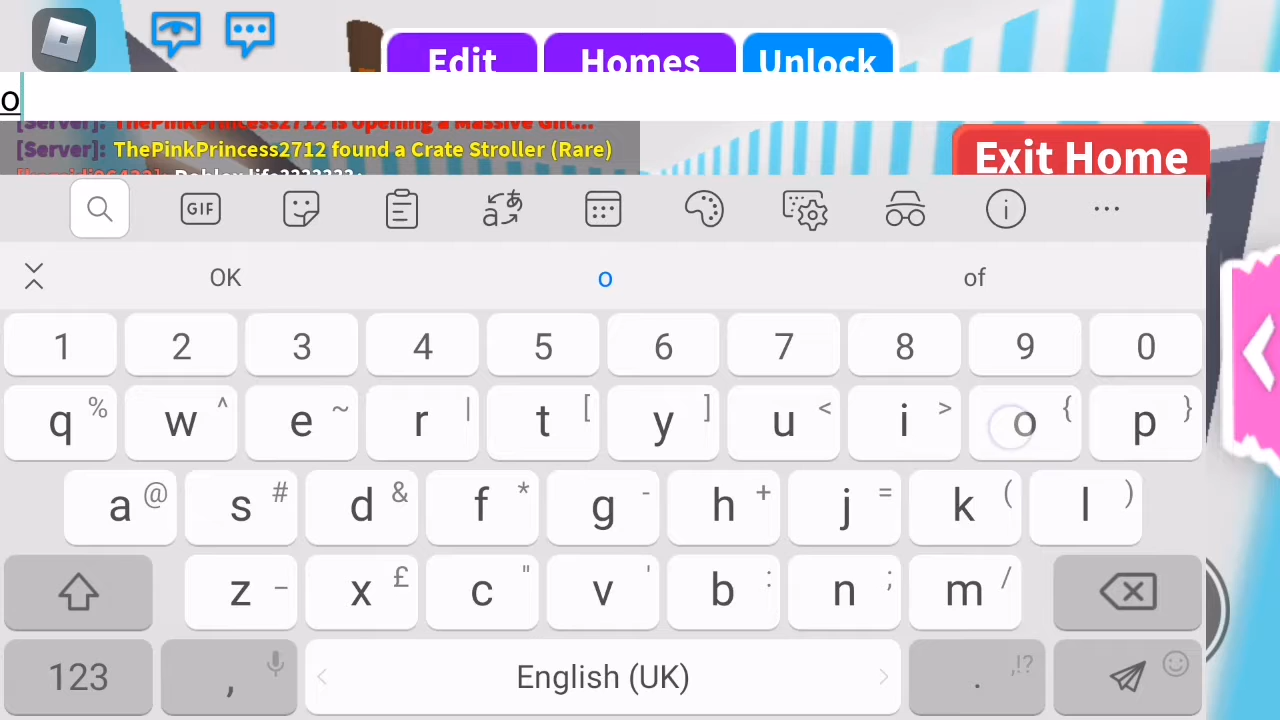 Edit Homes Unlock
o
[Server]: ThePinkPrincess2712 is opening a Massive Gift...
[Server]: ThePinkPrincess2712 found a Crate Stroller (Rare)
Exit Home
GIF
OK o of
1 2 3 4 5 6 7 8 9 0
q % w ^ e ~ r | t [ y ] u < i > o { p }
a @ s # d & f * g - h + j = k ( l )
z _ x £ c " v ' b : n ; m /
123 , English (UK) . ,!?